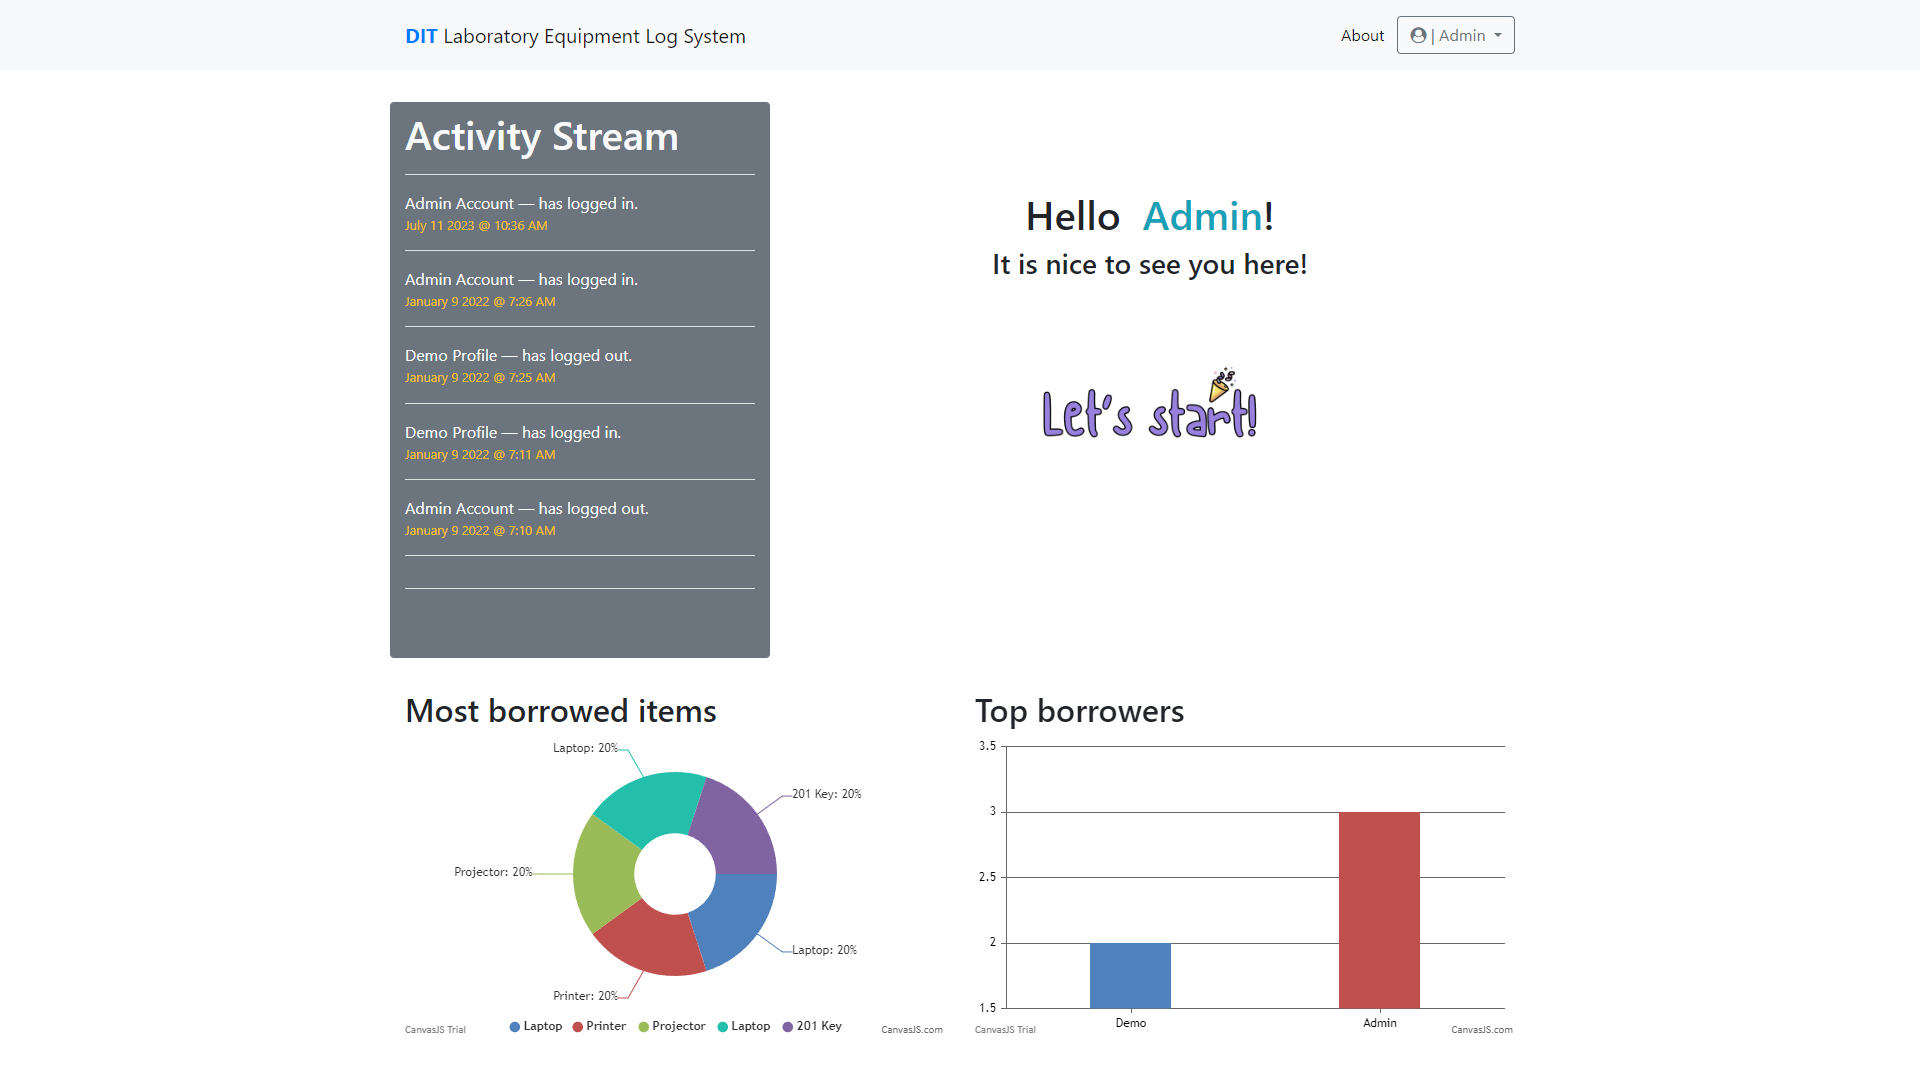 DIT Laboratory Equipment Log System
About
| Admin
Activity Stream
Admin Account — has logged in.
July 11 2023 @ 10:36 AM
Admin Account — has logged in.
January 9 2022 @ 7:26 AM
Demo Profile — has logged out.
January 9 2022 @ 7:25 AM
Demo Profile — has logged in.
January 9 2022 @ 7:11 AM
Admin Account — has logged out.
January 9 2022 @ 7:10 AM
Hello Admin!
It is nice to see you here!
Let's start!
Most borrowed items
Laptop: 20%
201 Key: 20%
Projector: 20%
Laptop: 20%
Printer: 20%
Laptop Printer Projector Laptop 201 Key
CanvasJS Trial
CanvasJS.com
Top borrowers
3.5
3
2.5
2
1.5
Demo
Admin
CanvasJS Trial
CanvasJS.com